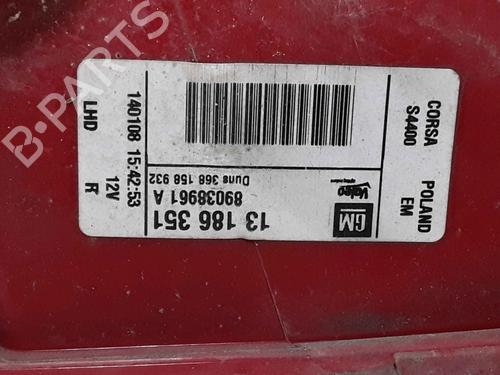 CORSA POLAND
S4400 EM
GM
Valeo
13 186 351
89038961 A
Duns 368 158 932
140108 15:42:53 12V
LHD R
B-PARTS